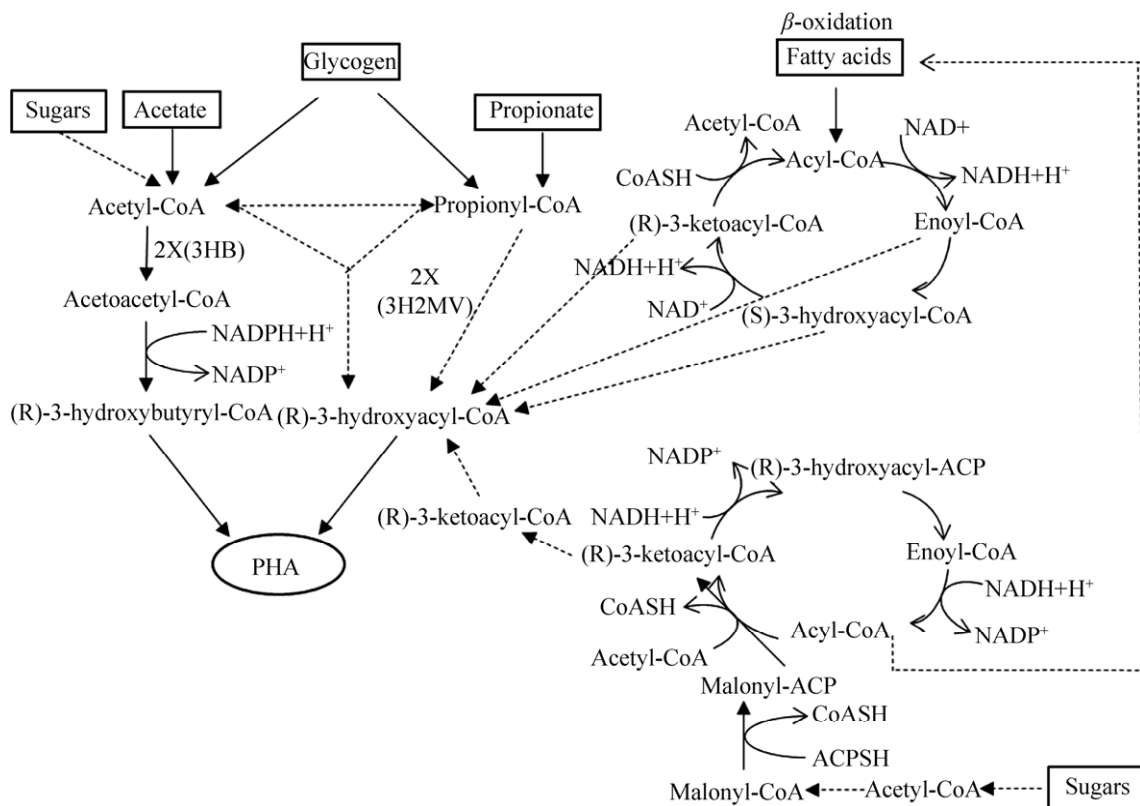 β-oxidation
Fatty acids
Glycogen
Sugars
Acetate
Propionate
Acetyl-CoA
NAD+
Acyl-CoA
CoASH
NADH+H⁺
Acetyl-CoA
Propionyl-CoA
(R)-3-ketoacyl-CoA
Enoyl-CoA
2X(3HB)
2X
(3H2MV)
NADH+H⁺
NAD⁺
(S)-3-hydroxyacyl-CoA
Acetoacetyl-CoA
NADPH+H⁺
NADP⁺
(R)-3-hydroxybutyryl-CoA
(R)-3-hydroxyacyl-CoA
NADP⁺
(R)-3-hydroxyacyl-ACP
(R)-3-ketoacyl-CoA
NADH+H⁺
(R)-3-ketoacyl-CoA
Enoyl-CoA
PHA
NADH+H⁺
CoASH
Acyl-CoA
NADP⁺
Acetyl-CoA
Malonyl-ACP
CoASH
ACPSH
Malonyl-CoA
Acetyl-CoA
Sugars